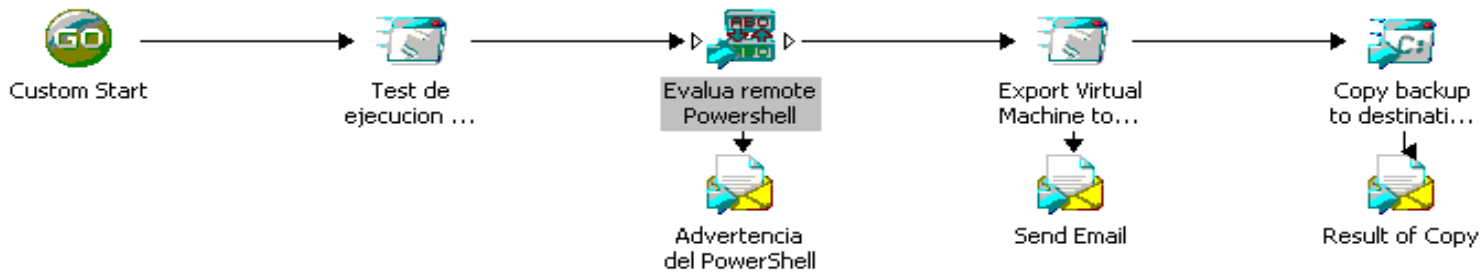 GO
ABC
C:
Custom Start
Test de
ejecucion ...
Evalua remote
Powershell
Export Virtual
Machine to...
Copy backup
to destinati...
Advertencia
del PowerShell
Send Email
Result of Copy